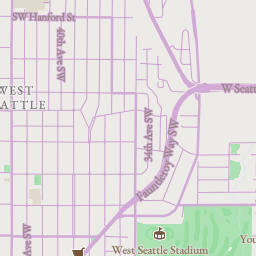 SW Hanford St
40th Ave SW
WEST
ATTLE
W Seatt
34th Ave SW
Fauntleroy Way SW
Ave SW
West Seattle Stadium
You